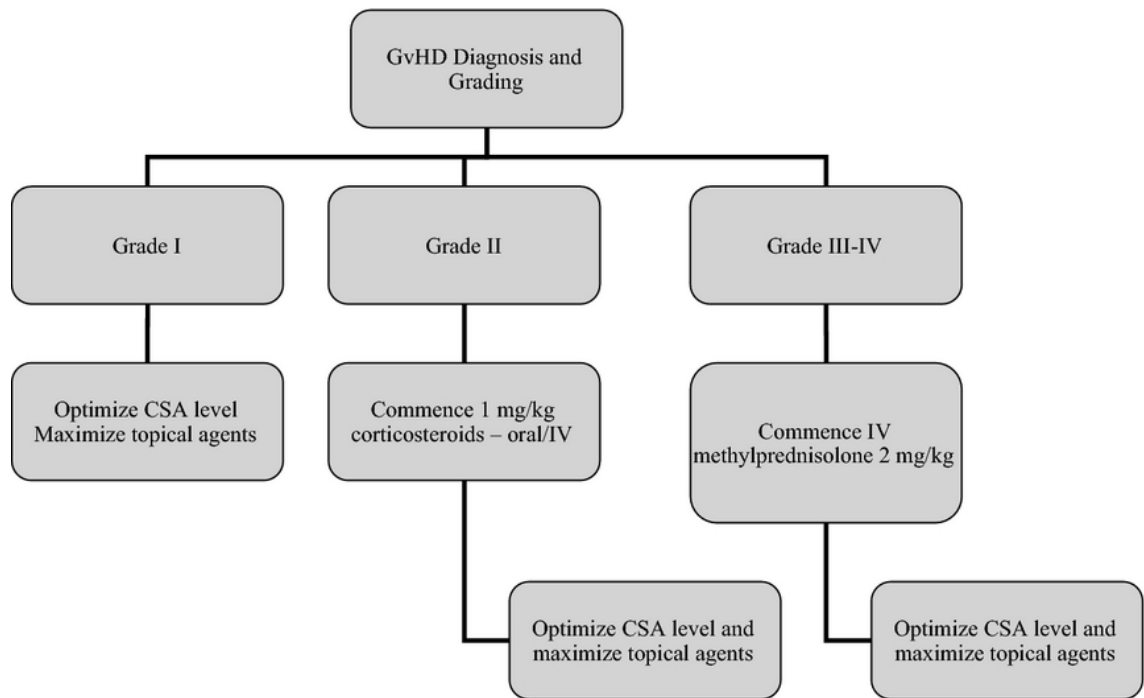 GvHD Diagnosis and
Grading
Grade I
Grade II
Grade III-IV
Optimize CSA level
Maximize topical agents
Commence 1 mg/kg
corticosteroids – oral/IV
Commence IV
methylprednisolone 2 mg/kg
Optimize CSA level and
maximize topical agents
Optimize CSA level and
maximize topical agents